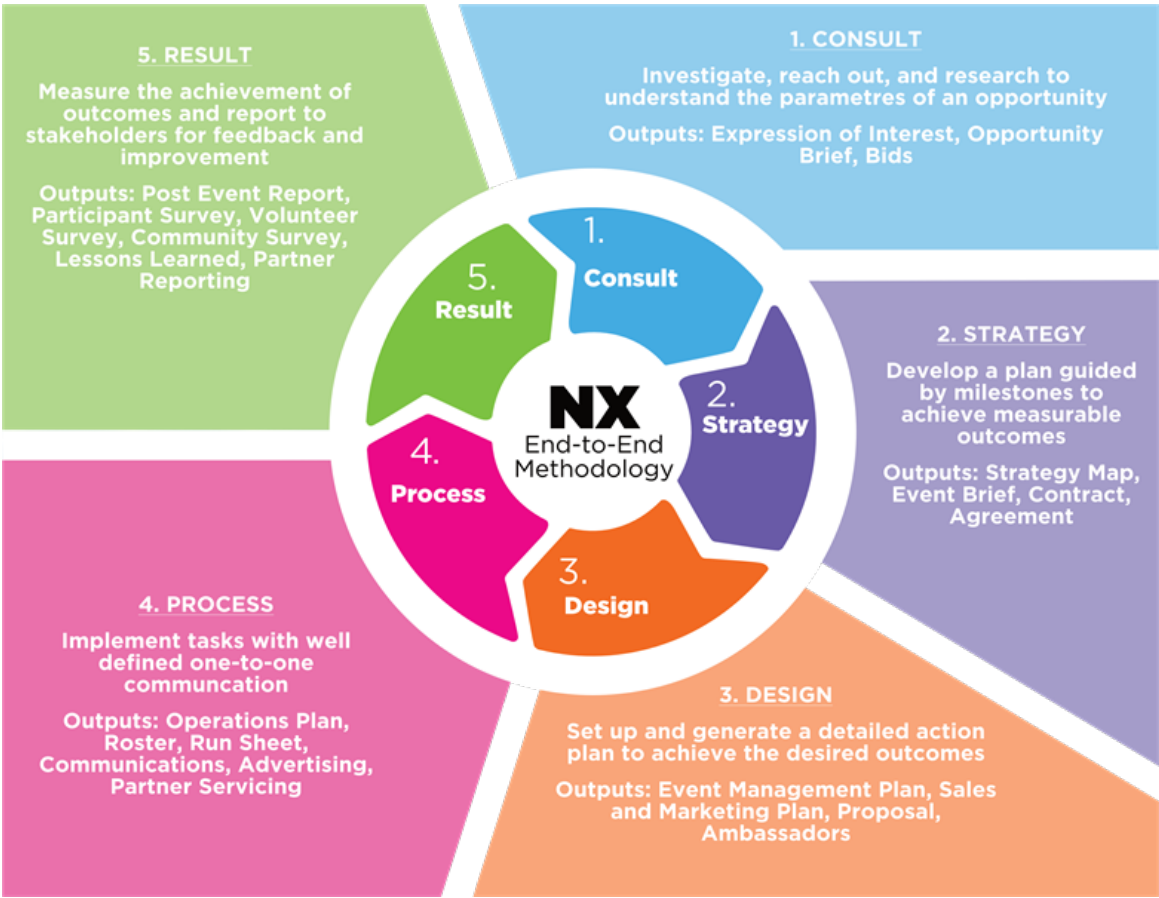 1. CONSULT
Investigate, reach out, and research to
understand the parametres of an opportunity
Outputs: Expression of Interest, Opportunity
Brief, Bids
2. STRATEGY
Develop a plan guided
by milestones to
achieve measurable
outcomes
Outputs: Strategy Map,
Event Brief, Contract,
Agreement
3. DESIGN
Set up and generate a detailed action
plan to achieve the desired outcomes
Outputs: Event Management Plan, Sales
and Marketing Plan, Proposal,
Ambassadors
4. PROCESS
Implement tasks with well
defined one-to-one
communcation
Outputs: Operations Plan,
Roster, Run Sheet,
Communications, Advertising,
Partner Servicing
5. RESULT
Measure the achievement of
outcomes and report to
stakeholders for feedback and
improvement
Outputs: Post Event Report,
Participant Survey, Volunteer
Survey, Community Survey,
Lessons Learned, Partner
Reporting
1.
Consult
2.
Strategy
3.
Design
4.
Process
5.
Result
NX
End-to-End
Methodology